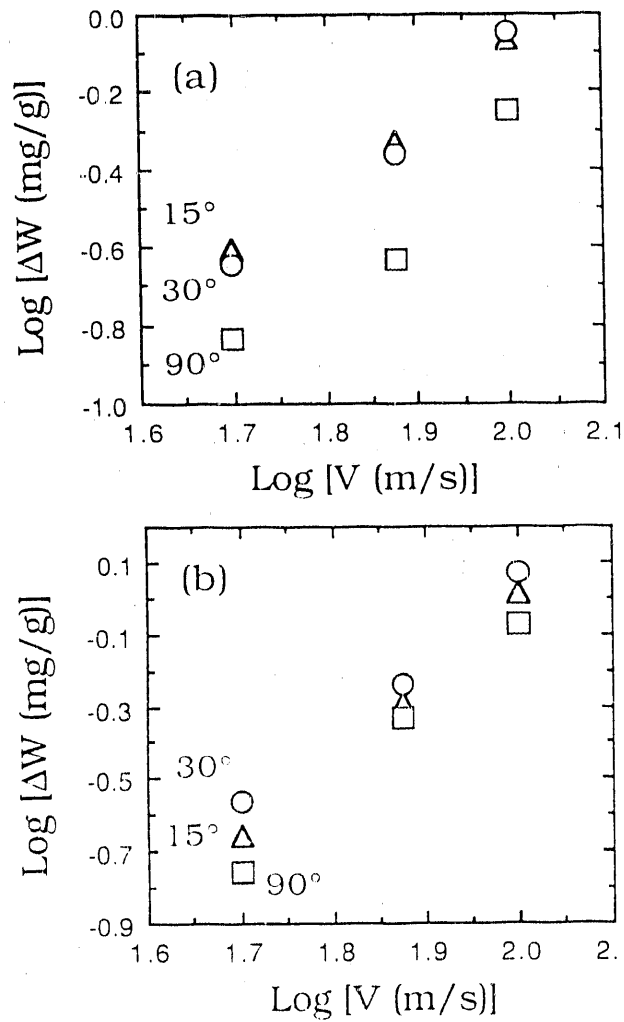 0.0
(a)
-0.2
-0.4
15°
-0.6
30°
-0.8
90°
-1.0
1.6 1.7 1.8 1.9 2.0 2.1
Log [V (m/s)]
Log [ΔW (mg/g)]
0.1
(b)
-0.1
-0.3
30°
-0.5
15°
-0.7
90°
-0.9
1.6 1.7 1.8 1.9 2.0 2.
Log [V (m/s)]
Log [ΔW (mg/g)]